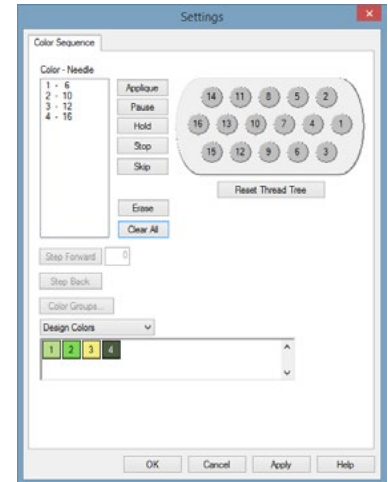 Settings
Color Sequence
Color - Needle
1 - 6
2 - 10
3 - 12
4 - 16
Applique
Pause
Hold
Stop
Skip
Erase
Clear All
14 11 8 5 2
16 13 10 7 4 1
15 12 9 6 3
Reset Thread Tree
Step Forward 0
Step Back
Color Groups...
Design Colors
1 2 3 4
OK Cancel Apply Help